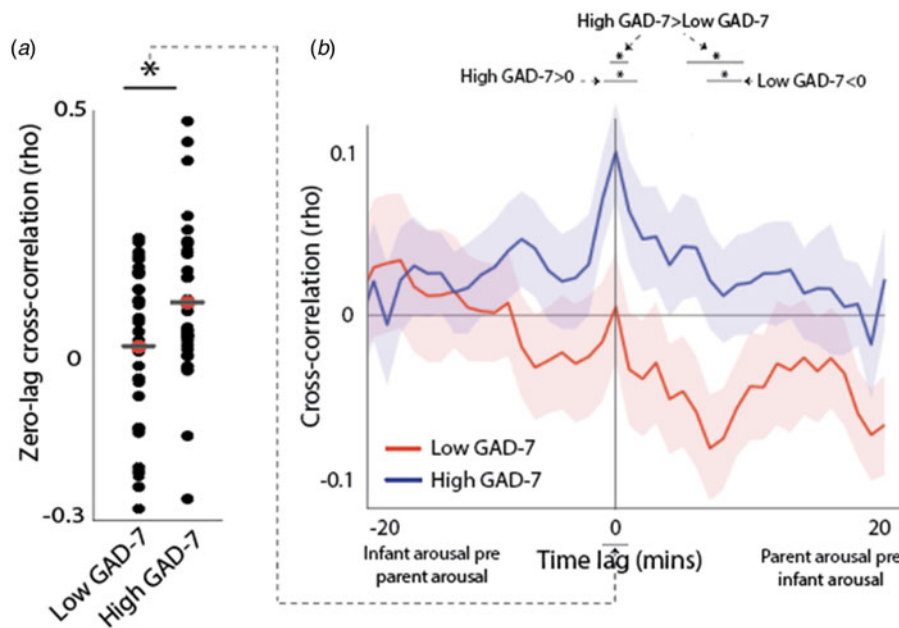 (a)
*
0.5
0
-0.3
Zero-lag cross-correlation (rho)
Low GAD-7
High GAD-7
(b)
High GAD-7>Low GAD-7
* *
High GAD-7>0 * * Low GAD-7<0
0.1
0
-0.1
Cross-correlation (rho)
Low GAD-7
High GAD-7
-20 0 20
Infant arousal pre
parent arousal
Time lag (mins)
Parent arousal pre
infant arousal